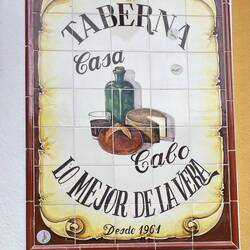 TABERNA
Casa
Cabo
LO MEJOR DE LA VERA
Desde 1961